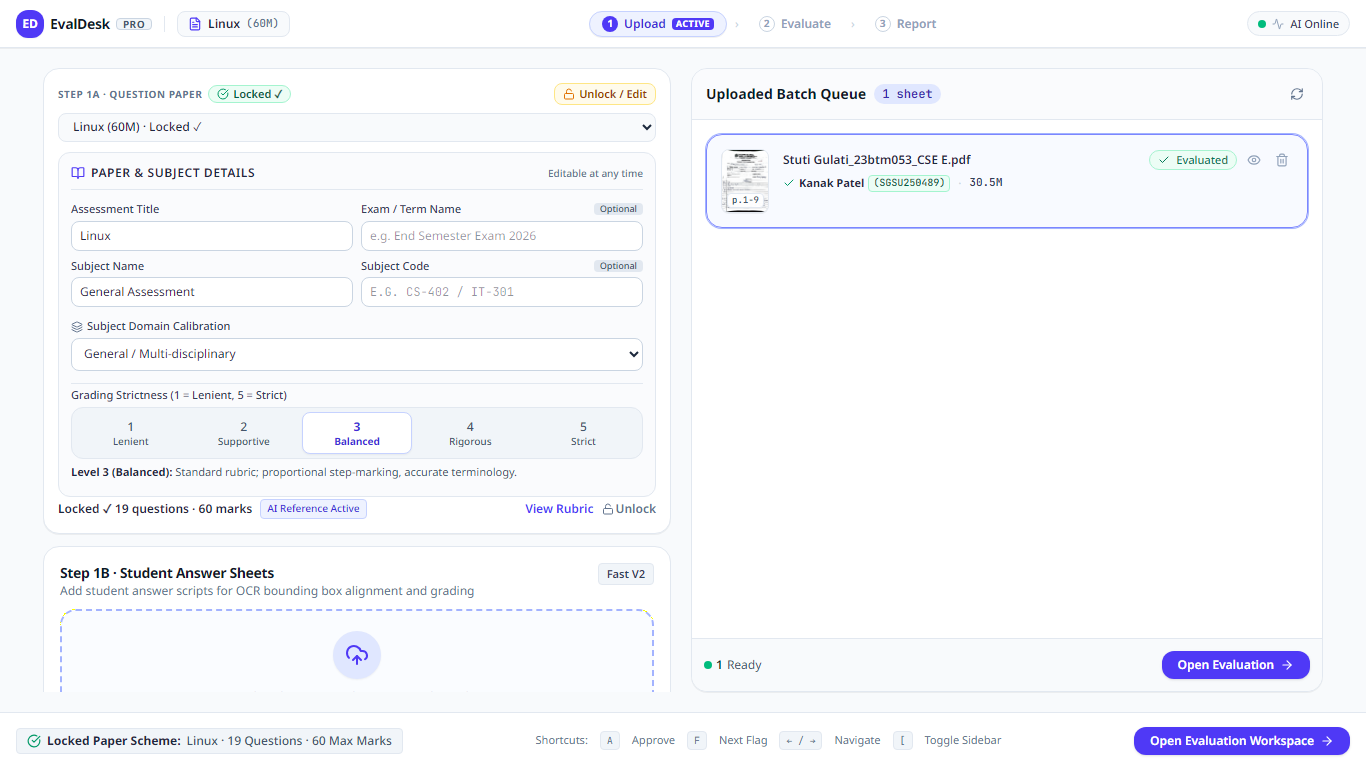 ED EvalDesk PRO Linux (60M) 1 Upload ACTIVE › 2 Evaluate › 3 Report AI Online
STEP 1A · QUESTION PAPER Locked ✓ Unlock / Edit
Linux (60M) · Locked ✓
PAPER & SUBJECT DETAILS Editable at any time
Assessment Title Exam / Term Name Optional
Linux e.g. End Semester Exam 2026
Subject Name Subject Code Optional
General Assessment E.G. CS-402 / IT-301
Subject Domain Calibration
General / Multi-disciplinary
Grading Strictness (1 = Lenient, 5 = Strict)
1 2 3 4 5
Lenient Supportive Balanced Rigorous Strict
Level 3 (Balanced): Standard rubric; proportional step-marking, accurate terminology.
Locked ✓ 19 questions · 60 marks AI Reference Active View Rubric Unlock
Step 1B · Student Answer Sheets Fast V2
Add student answer scripts for OCR bounding box alignment and grading
Uploaded Batch Queue 1 sheet
Stuti Gulati_23btm053_CSE E.pdf Evaluated
Kanak Patel (SGSU250489) · 30.5M
p.1-9
1 Ready Open Evaluation →
Locked Paper Scheme: Linux · 19 Questions · 60 Max Marks Shortcuts: A Approve F Next Flag ← / → Navigate [ Toggle Sidebar Open Evaluation Workspace →